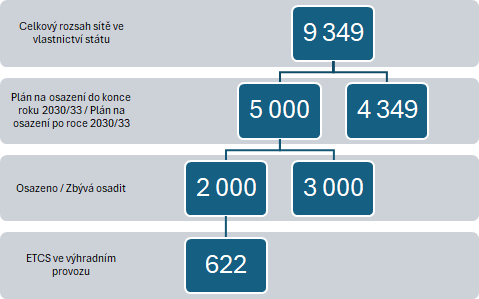 Celkový rozsah sítě ve
vlastnictví státu
9 349
Plán na osazení do konce
roku 2030/33 / Plán na
osazení po roce 2030/33
5 000
4 349
Osazeno / Zbývá osadit
2 000
3 000
ETCS ve výhradním
provozu
622